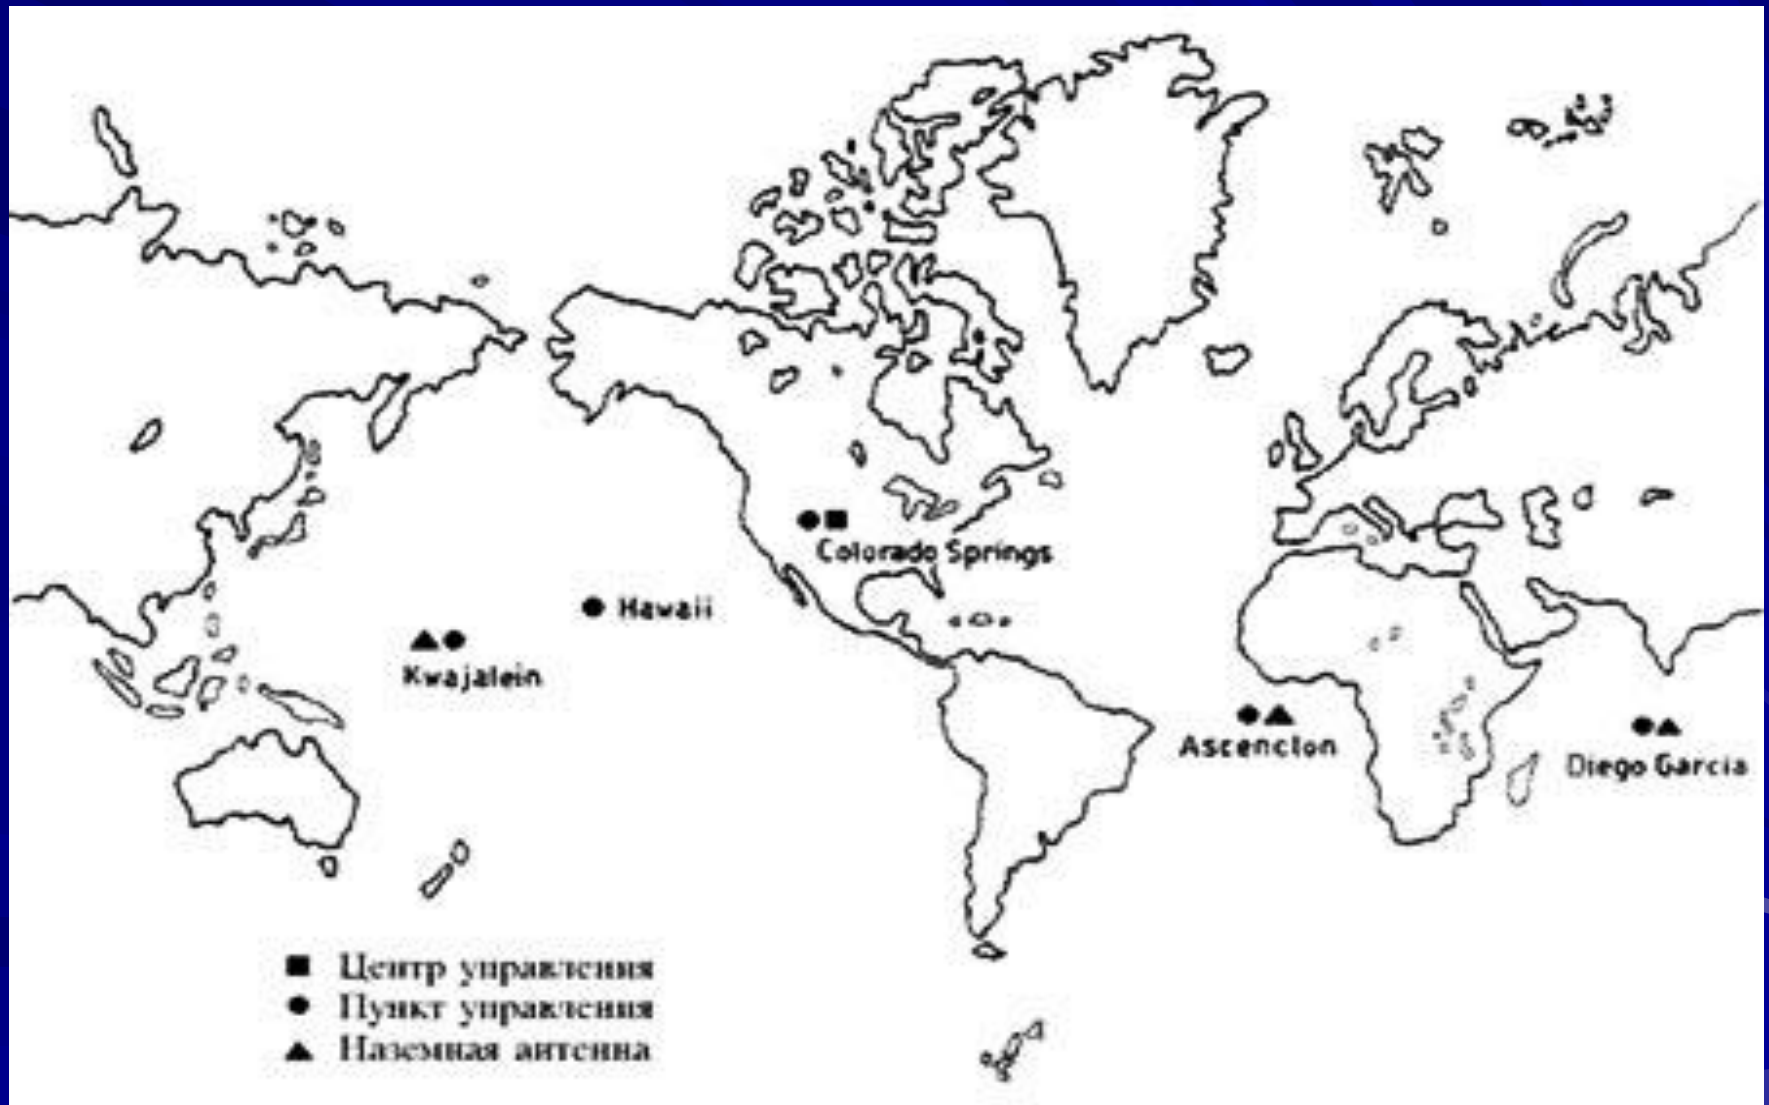 Colorado Springs
Hawaii
Kwajalein
Ascencion
Diego Garcia
Центр управления
Пункт управления
Наземная антенна